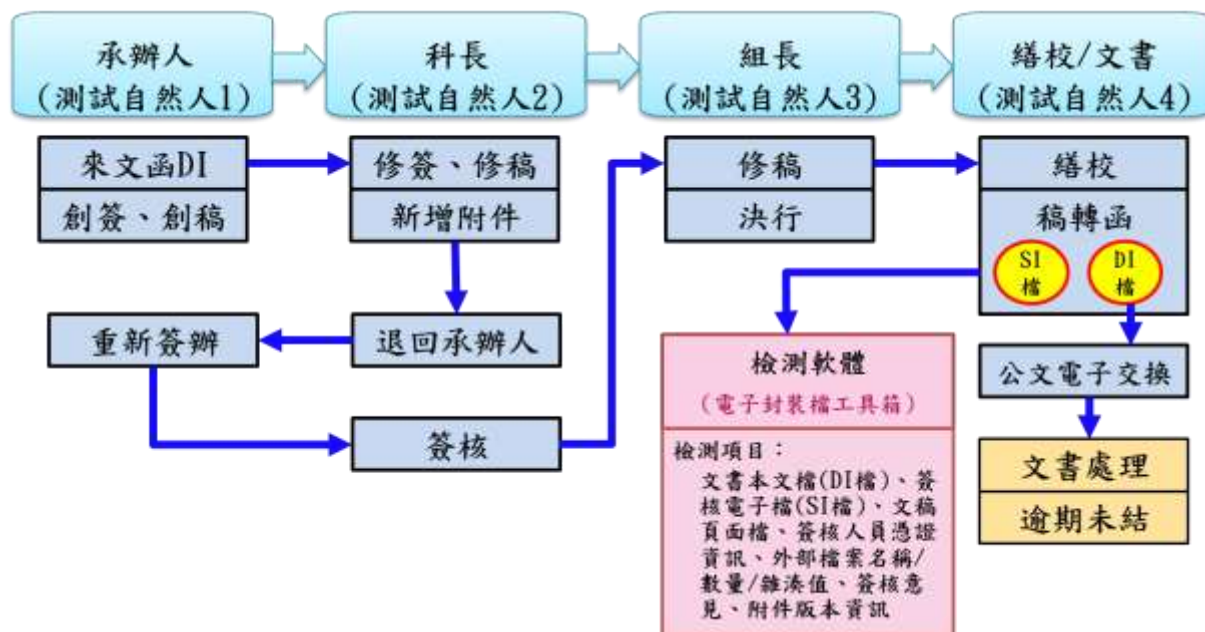 承辦人
(測試自然人1)
科長
(測試自然人2)
組長
(測試自然人3)
繕校/文書
(測試自然人4)
來文函DI
創簽、創稿
修簽、修稿
新增附件
修稿
決行
繕校
稿轉函
SI
檔
DI
檔
重新簽辦
退回承辦人
簽核
檢測軟體
(電子封裝檔工具箱)
檢測項目：
文書本文檔(DI檔)、簽
核電子檔(SI檔)、文稿
頁面檔、簽核人員憑證
資訊、外部檔案名稱/
數量/雜湊值、簽核意
見、附件版本資訊
公文電子交換
文書處理
逾期未結